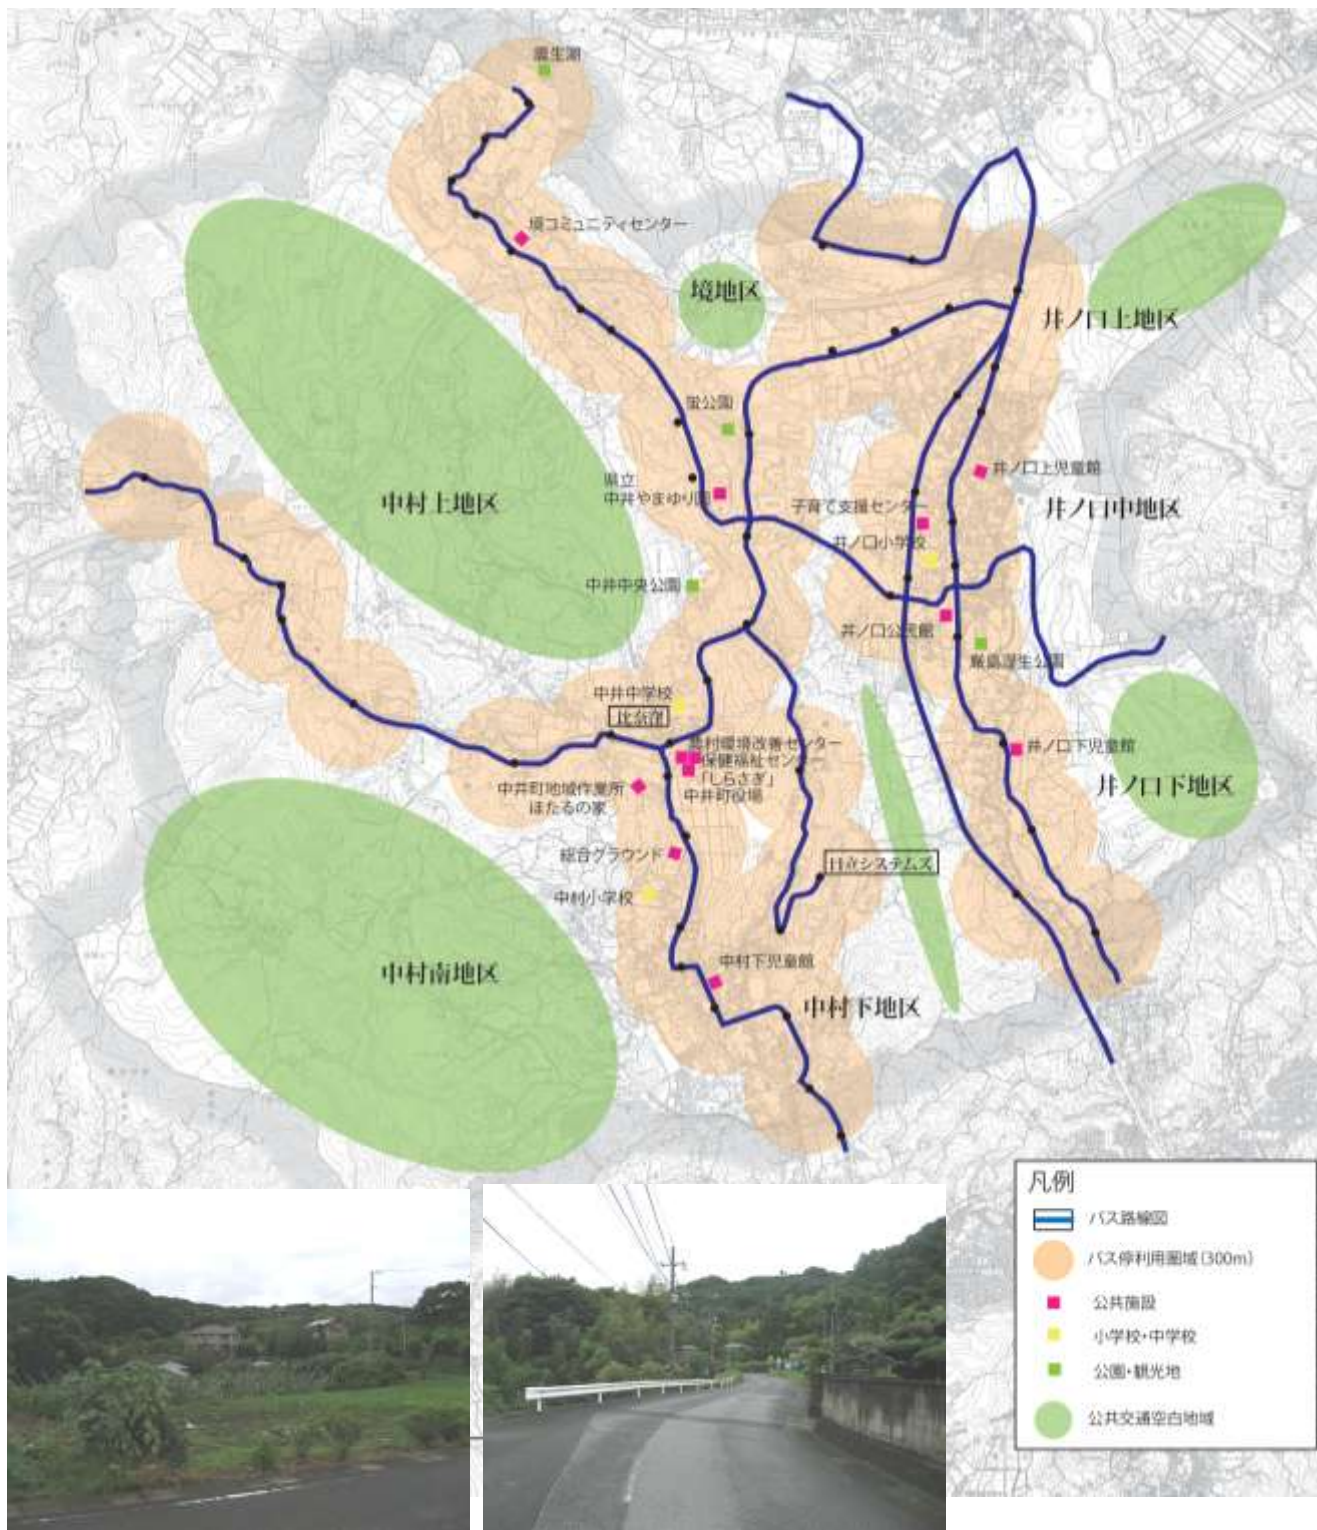 震生湖
境コミュニティセンター
境地区
井ノ口上地区
蛍公園
井ノ口上児童館
県立
中井やまゆり園
中村上地区
子育て支援センター
井ノ口中地区
井ノ口小学校
中井中央公園
井ノ口公民館
厳島湿生公園
中井中学校
比奈窪
農村環境改善センター
保健福祉センター
「しらさぎ」
中井町役場
井ノ口下児童館
井ノ口下地区
中井町地域作業所
ほたるの家
総合グラウンド
日立システムズ
中村小学校
中村南地区
中村下児童館
中村下地区
凡例
バス路線図
バス停利用圏域(300m)
公共施設
小学校・中学校
公園・観光地
公共交通空白地域